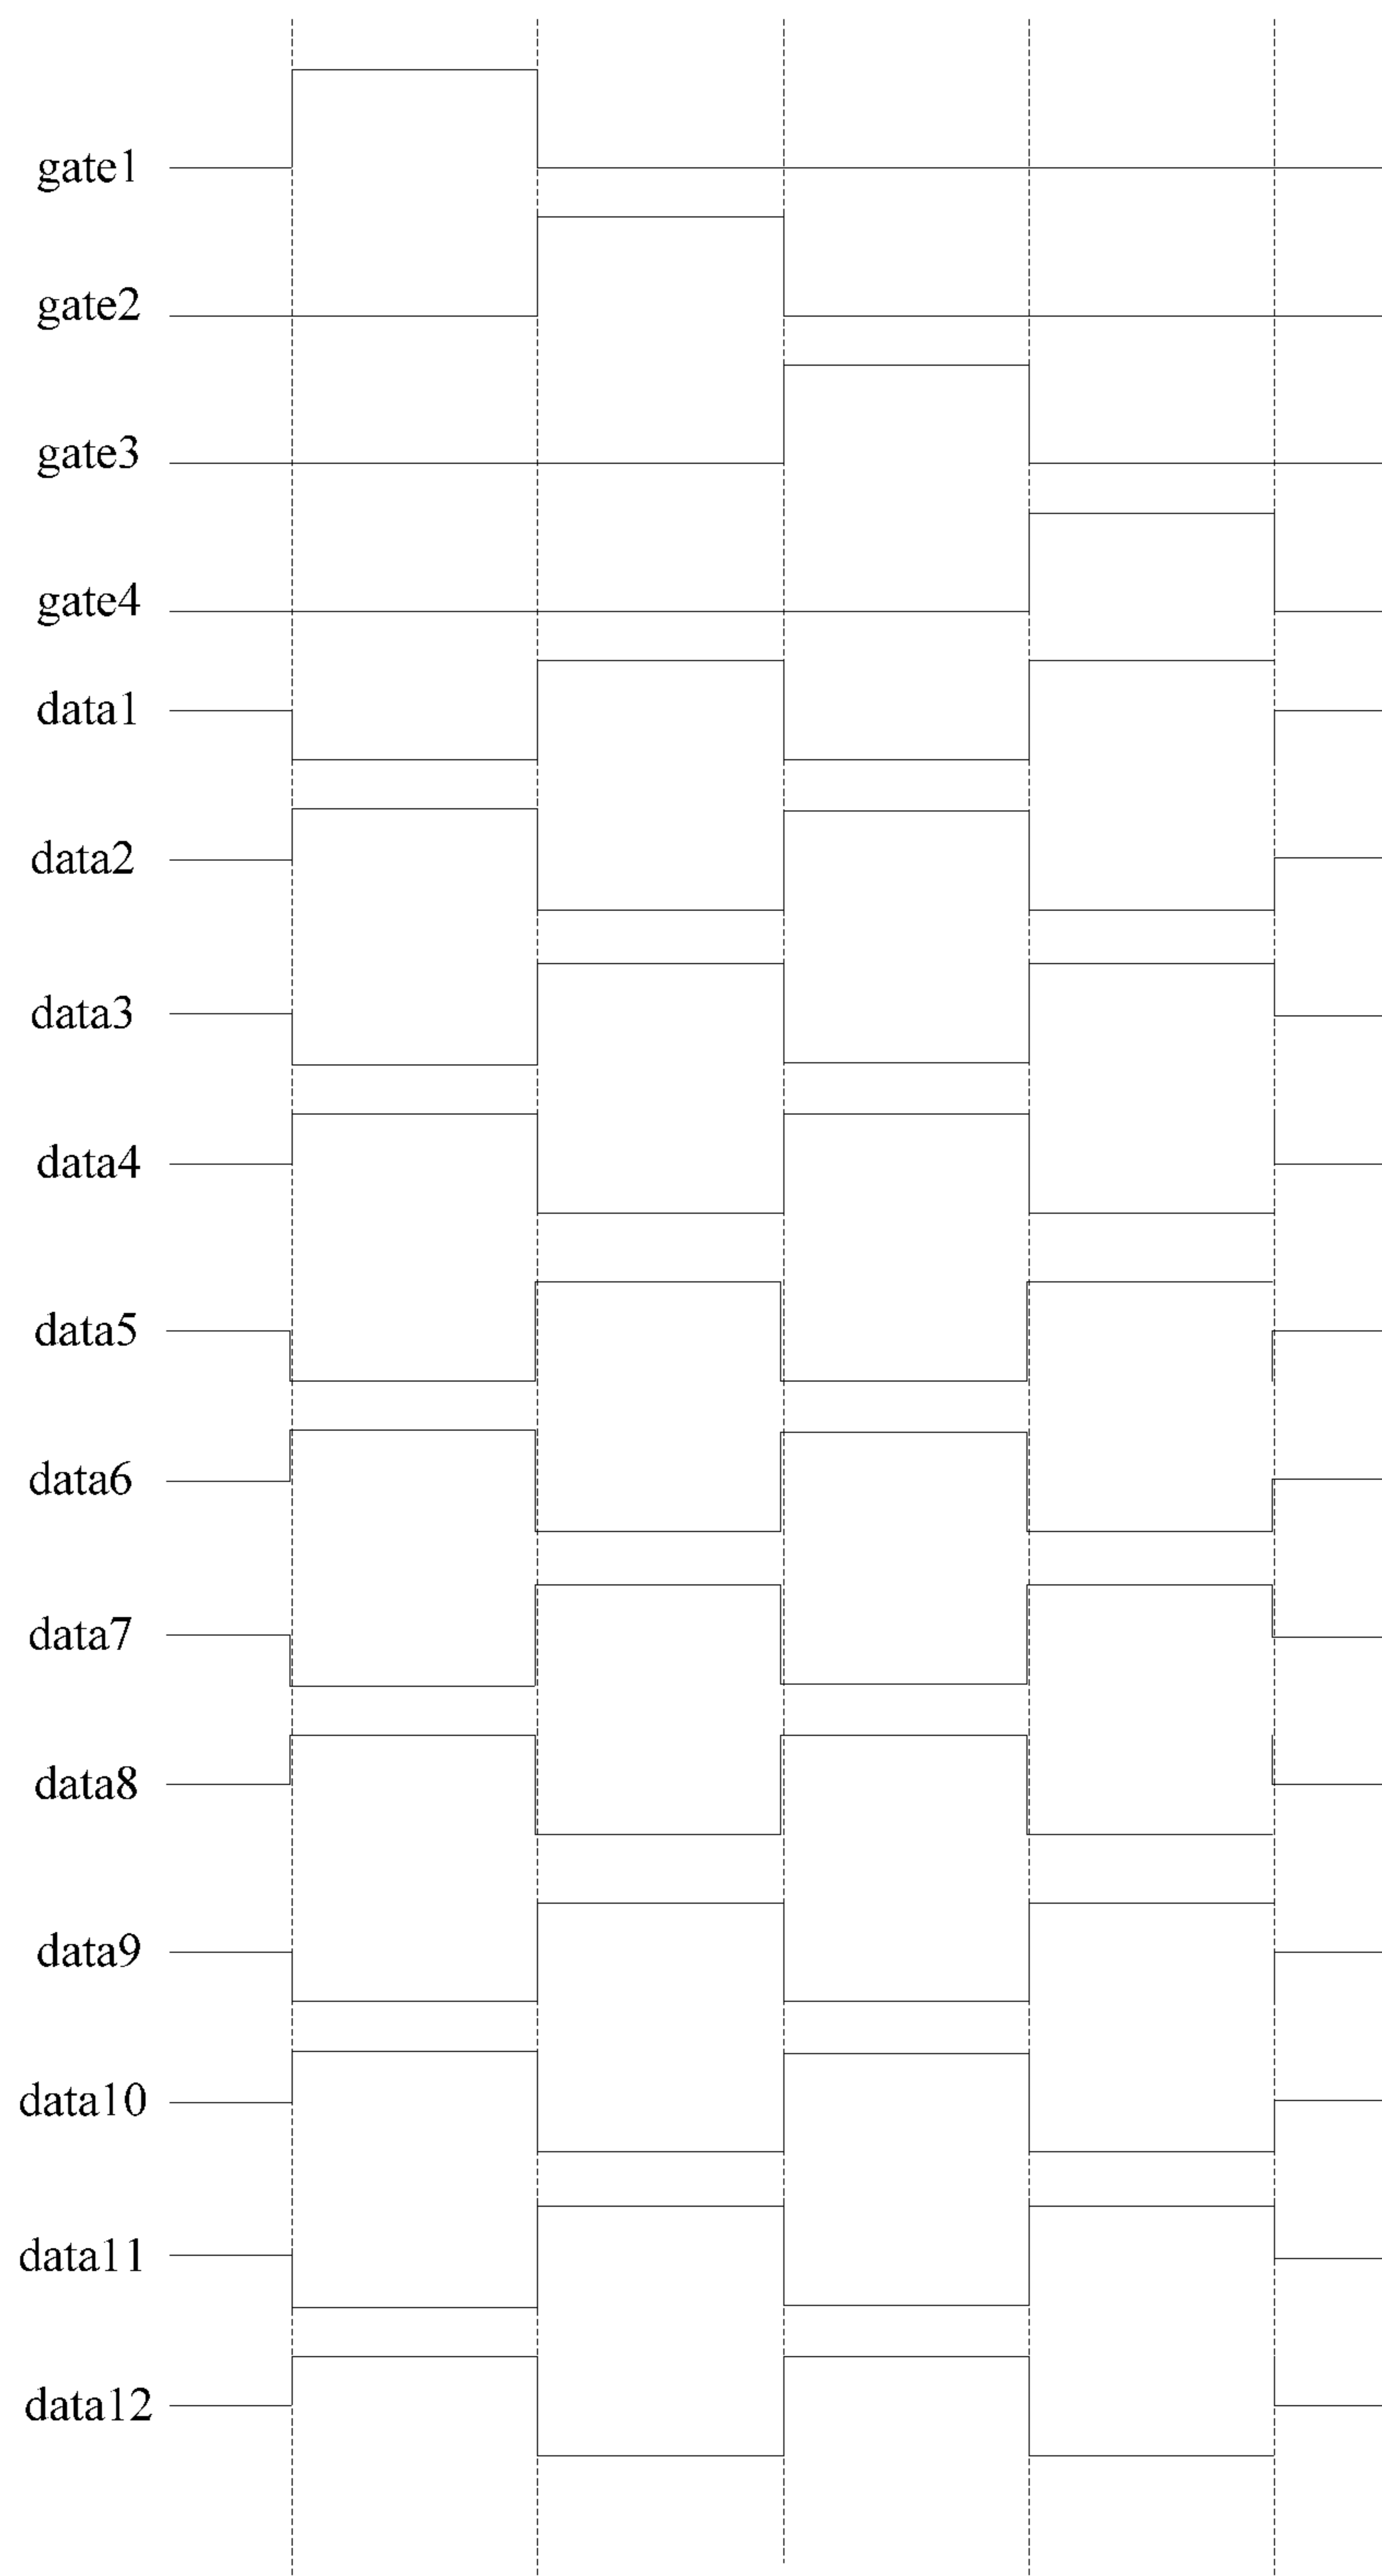 gate1
gate2
gate3
gate4
data1
data2
data3
data4
data5
data6
data7
data8
data9
data10
data11
data12